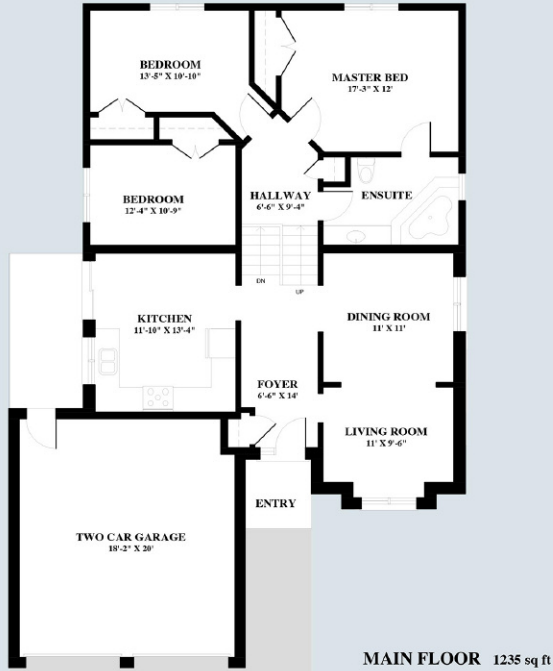 BEDROOM
13'-5" X 10'-10"
MASTER BED
17'-3" X 12'
BEDROOM
12'-4" X 10'-9"
HALLWAY
6'-6" X 9'-4"
ENSUITE
DN
UP
KITCHEN
11'-10" X 13'-4"
DINING ROOM
11' X 11'
FOYER
6'-6" X 14'
LIVING ROOM
11' X 9'-6"
ENTRY
TWO CAR GARAGE
18'-2" X 20'
MAIN FLOOR 1235 sq ft